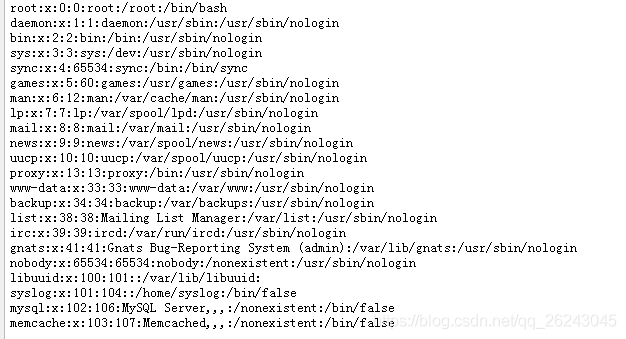 root:x:0:0:root:/root:/bin/bash
daemon:x:1:1:daemon:/usr/sbin:/usr/sbin/nologin
bin:x:2:2:bin:/bin:/usr/sbin/nologin
sys:x:3:3:sys:/dev:/usr/sbin/nologin
sync:x:4:65534:sync:/bin:/bin/sync
games:x:5:60:games:/usr/games:/usr/sbin/nologin
man:x:6:12:man:/var/cache/man:/usr/sbin/nologin
lp:x:7:7:lp:/var/spool/lpd:/usr/sbin/nologin
mail:x:8:8:mail:/var/mail:/usr/sbin/nologin
news:x:9:9:news:/var/spool/news:/usr/sbin/nologin
uucp:x:10:10:uucp:/var/spool/uucp:/usr/sbin/nologin
proxy:x:13:13:proxy:/bin:/usr/sbin/nologin
www-data:x:33:33:www-data:/var/www:/usr/sbin/nologin
backup:x:34:34:backup:/var/backups:/usr/sbin/nologin
list:x:38:38:Mailing List Manager:/var/list:/usr/sbin/nologin
irc:x:39:39:ircd:/var/run/ircd:/usr/sbin/nologin
gnats:x:41:41:Gnats Bug-Reporting System (admin):/var/lib/gnats:/usr/sbin/nologin
nobody:x:65534:65534:nobody:/nonexistent:/usr/sbin/nologin
libuuid:x:100:101::/var/lib/libuuid:
syslog:x:101:104::/home/syslog:/bin/false
mysql:x:102:106:MySQL Server,,,:/nonexistent:/bin/false
memcache:x:103:107:Memcached,,,:/nonexistent:/bin/false
https://blog.csdn.net/qq_26243045